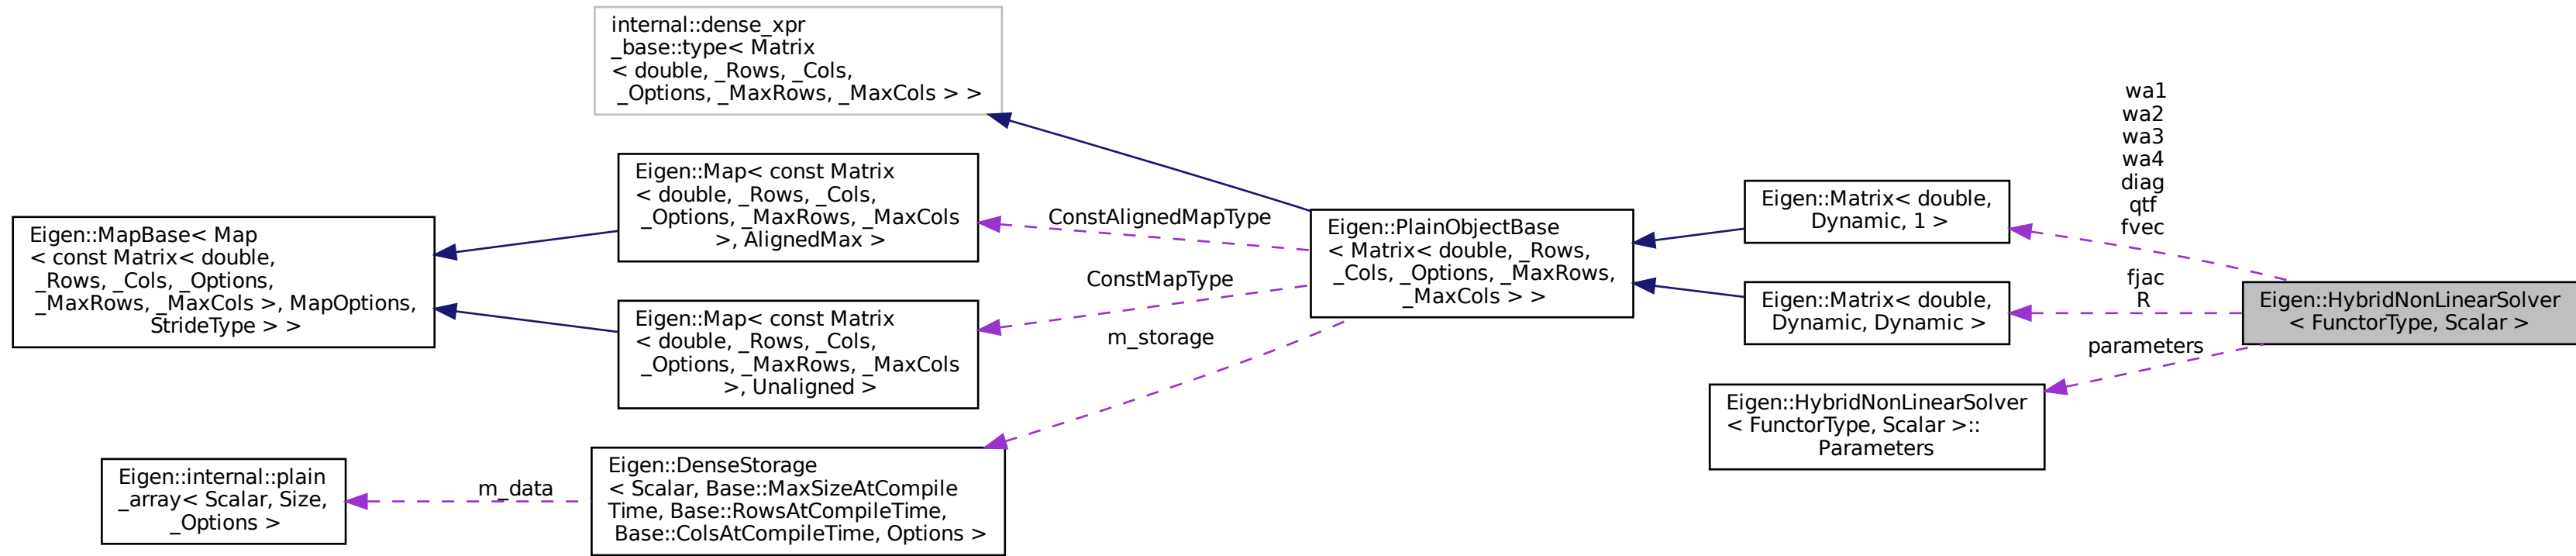 internal::dense_xpr
_base::type< Matrix
< double, _Rows, _Cols,
_Options, _MaxRows, _MaxCols > >
Eigen::Map< const Matrix
< double, _Rows, _Cols,
_Options, _MaxRows, _MaxCols
>, AlignedMax >
Eigen::MapBase< Map
< const Matrix< double,
_Rows, _Cols, _Options,
_MaxRows, _MaxCols >, MapOptions,
StrideType > >
Eigen::Map< const Matrix
< double, _Rows, _Cols,
_Options, _MaxRows, _MaxCols
>, Unaligned >
Eigen::internal::plain
_array< Scalar, Size,
_Options >
m_data
Eigen::DenseStorage
< Scalar, Base::MaxSizeAtCompile
Time, Base::RowsAtCompileTime,
Base::ColsAtCompileTime, Options >
ConstAlignedMapType
ConstMapType
m_storage
Eigen::PlainObjectBase
< Matrix< double, _Rows,
_Cols, _Options, _MaxRows,
_MaxCols > >
Eigen::Matrix< double,
Dynamic, 1 >
Eigen::Matrix< double,
Dynamic, Dynamic >
Eigen::HybridNonLinearSolver
< FunctorType, Scalar >::
Parameters
wa1
wa2
wa3
wa4
diag
qtf
fvec
fjac
R
parameters
Eigen::HybridNonLinearSolver
< FunctorType, Scalar >